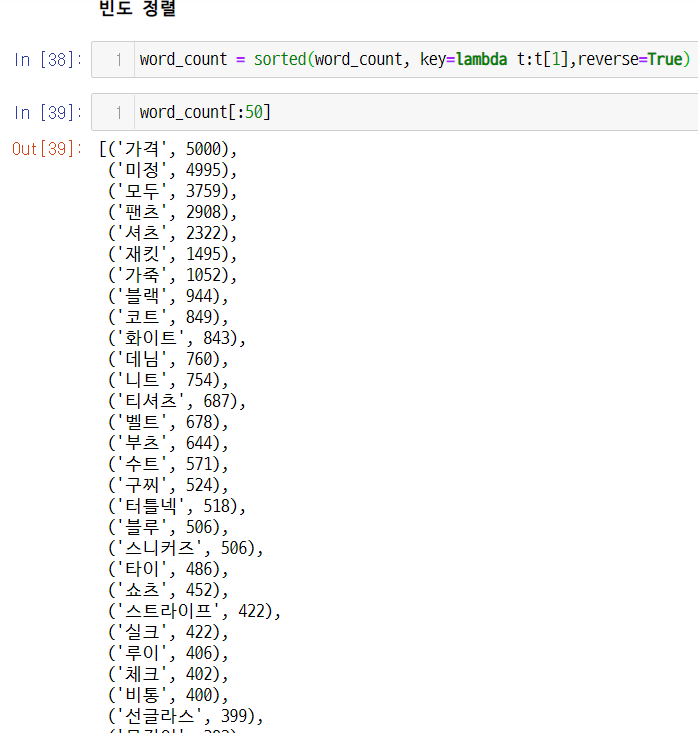 빈도 정렬
In [38]: 1 word_count = sorted(word_count, key=lambda t:t[1],reverse=True)
In [39]: 1 word_count[:50]
Out[39]: [('가격', 5000),
('미정', 4995),
('모두', 3759),
('팬츠', 2908),
('셔츠', 2322),
('재킷', 1495),
('가죽', 1052),
('블랙', 944),
('코트', 849),
('화이트', 843),
('데님', 760),
('니트', 754),
('티셔츠', 687),
('벨트', 678),
('부츠', 644),
('수트', 571),
('구찌', 524),
('터틀넥', 518),
('블루', 506),
('스니커즈', 506),
('타이', 486),
('쇼츠', 452),
('스트라이프', 422),
('실크', 422),
('루이', 406),
('체크', 402),
('비통', 400),
('선글라스', 399),